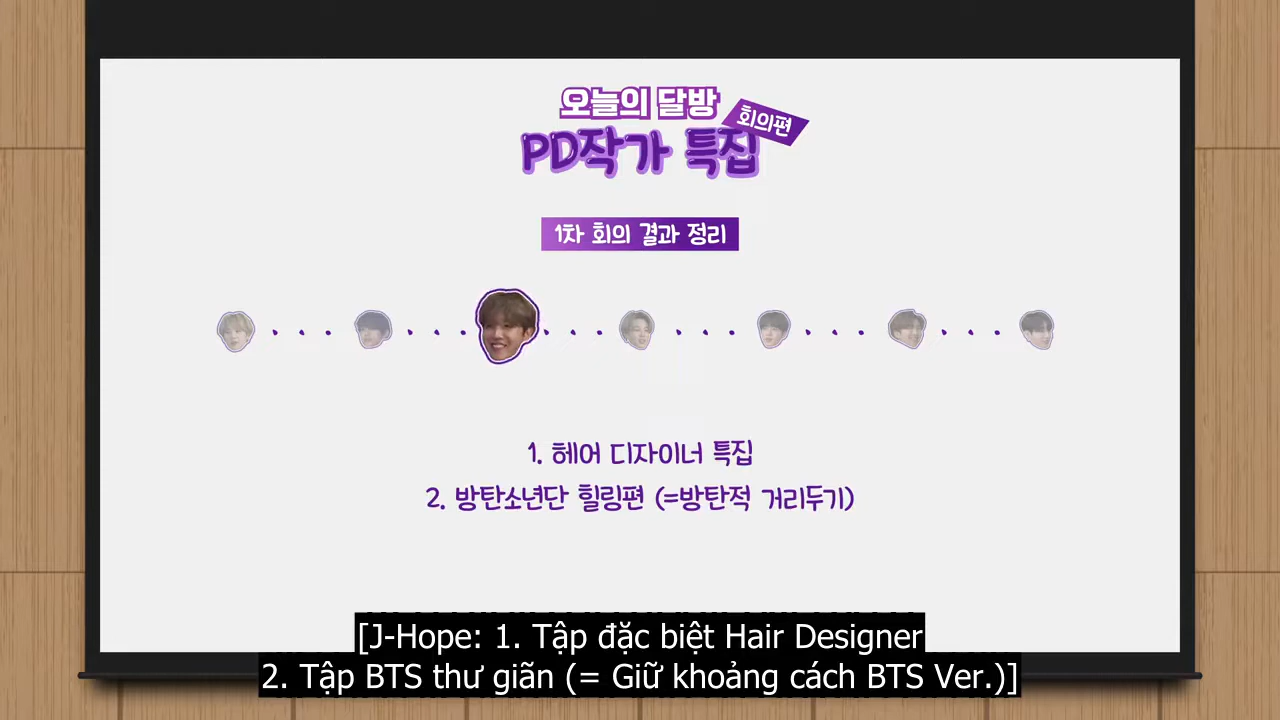 오늘의 달방
회의편
PD작가 특집
1차 회의 결과 정리
1. 헤어 디자이너 특집
2. 방탄소년단 힐링편 (=방탄적 거리두기)
[J-Hope: 1. Tập đặc biệt Hair Designer
2. Tập BTS thư giãn (= Giữ khoảng cách BTS Ver.)]